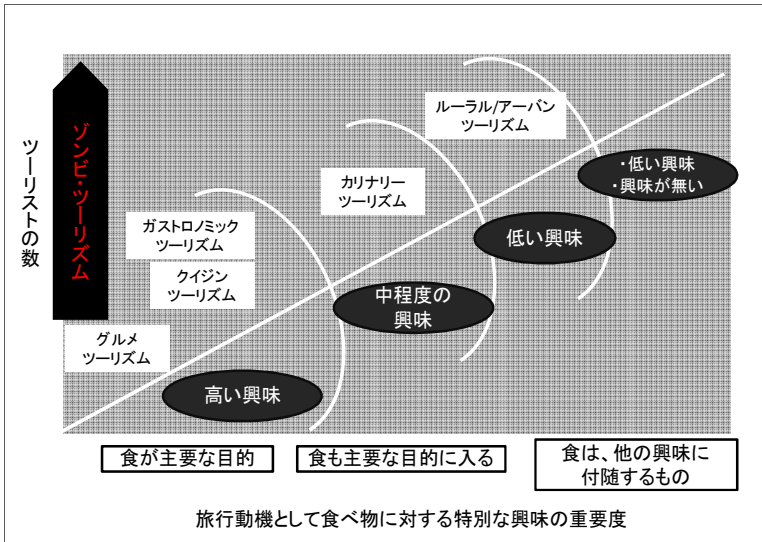 ツーリストの数
ゾンビ・ツーリズム
ルーラル/アーバン
ツーリズム
・低い興味
・興味が無い
カリナリー
ツーリズム
低い興味
ガストロノミック
ツーリズム
クイジン
ツーリズム
中程度の
興味
グルメ
ツーリズム
高い興味
食が主要な目的
食も主要な目的に入る
食は、他の興味に
付随するもの
旅行動機として食べ物に対する特別な興味の重要度